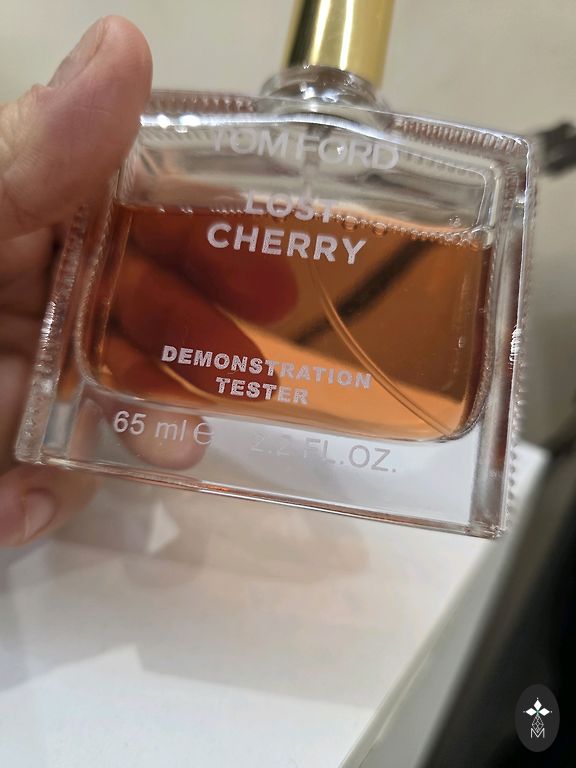 TOM FORD
LOST
CHERRY
DEMONSTRATION
TESTER
65 ml ℮ 2.2 FL.OZ.